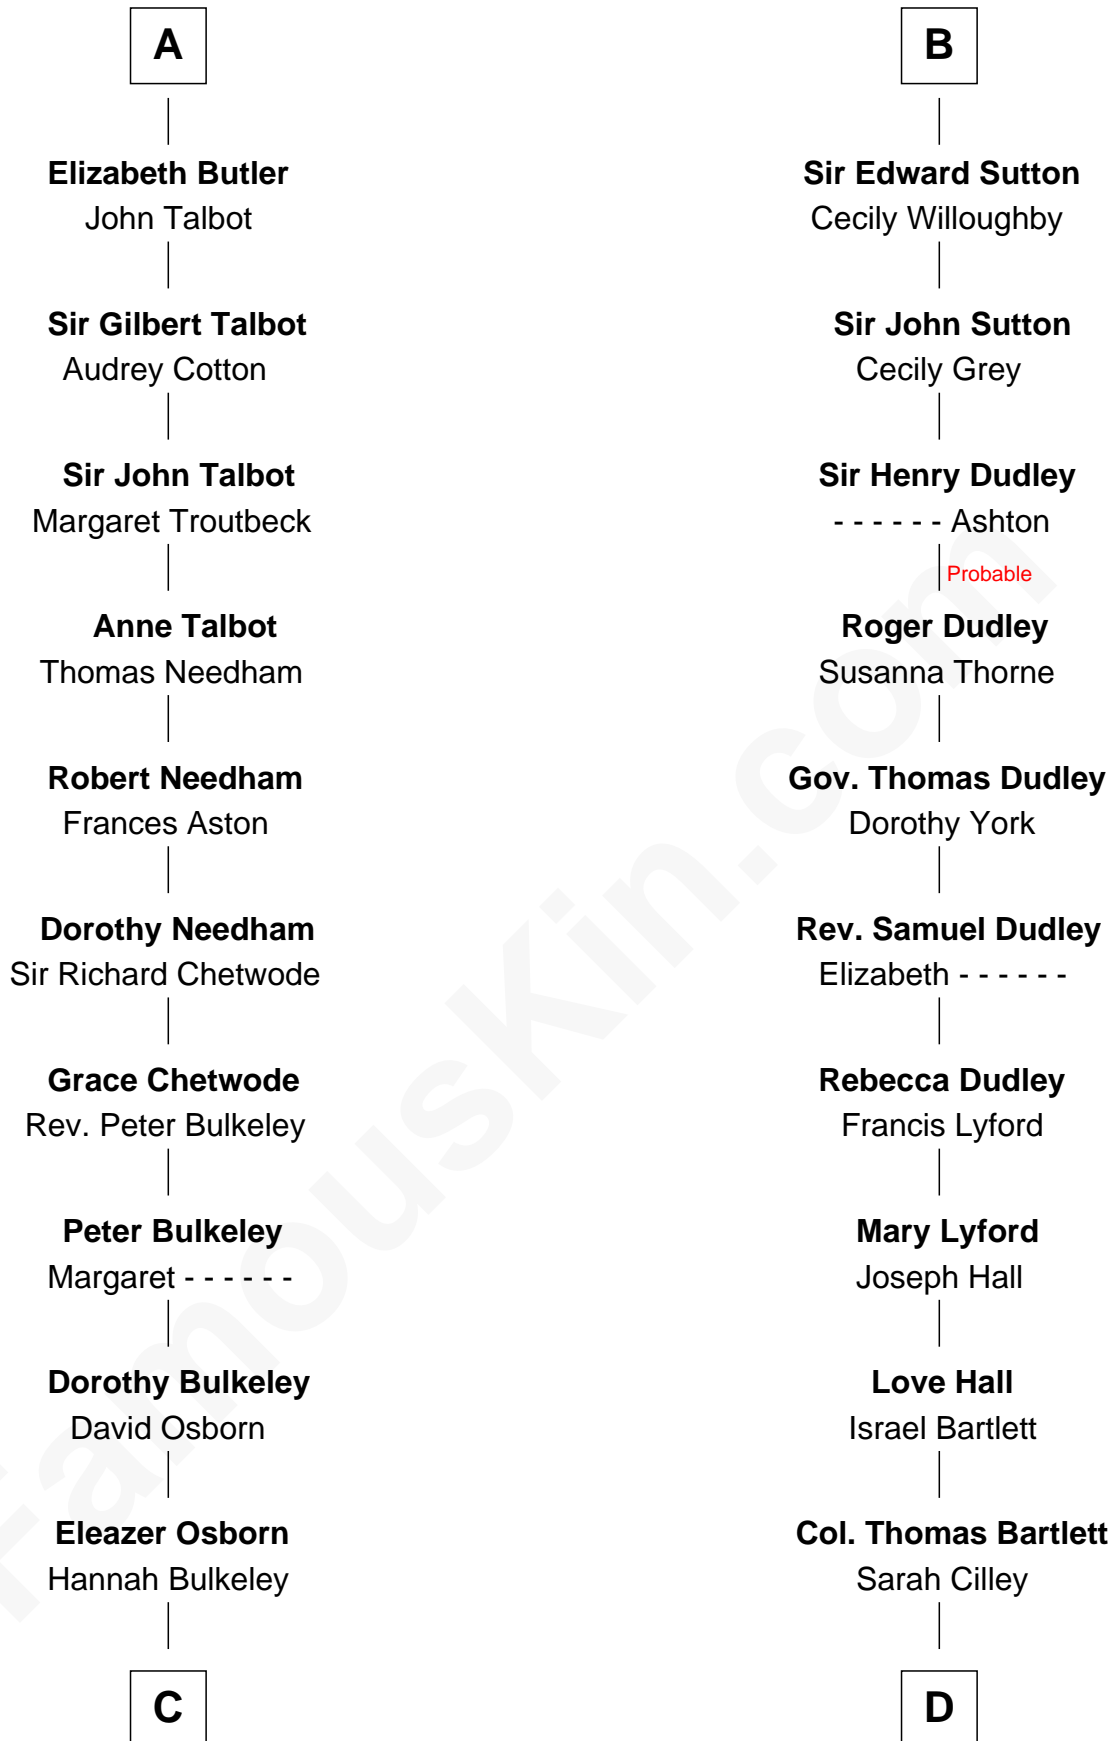 A
Elizabeth Butler
John Talbot
Sir Gilbert Talbot
Audrey Cotton
Sir John Talbot
Margaret Troutbeck
Anne Talbot
Thomas Needham
Robert Needham
Frances Aston
Dorothy Needham
Sir Richard Chetwode
Grace Chetwode
Rev. Peter Bulkeley
Peter Bulkeley
Margaret - - - - - -
Dorothy Bulkeley
David Osborn
Eleazer Osborn
Hannah Bulkeley
C
B
Sir Edward Sutton
Cecily Willoughby
Sir John Sutton
Cecily Grey
Sir Henry Dudley
- - - - - - Ashton
Probable
Roger Dudley
Susanna Thorne
Gov. Thomas Dudley
Dorothy York
Rev. Samuel Dudley
Elizabeth - - - - - -
Rebecca Dudley
Francis Lyford
Mary Lyford
Joseph Hall
Love Hall
Israel Bartlett
Col. Thomas Bartlett
Sarah Cilley
D
FamousKin.com